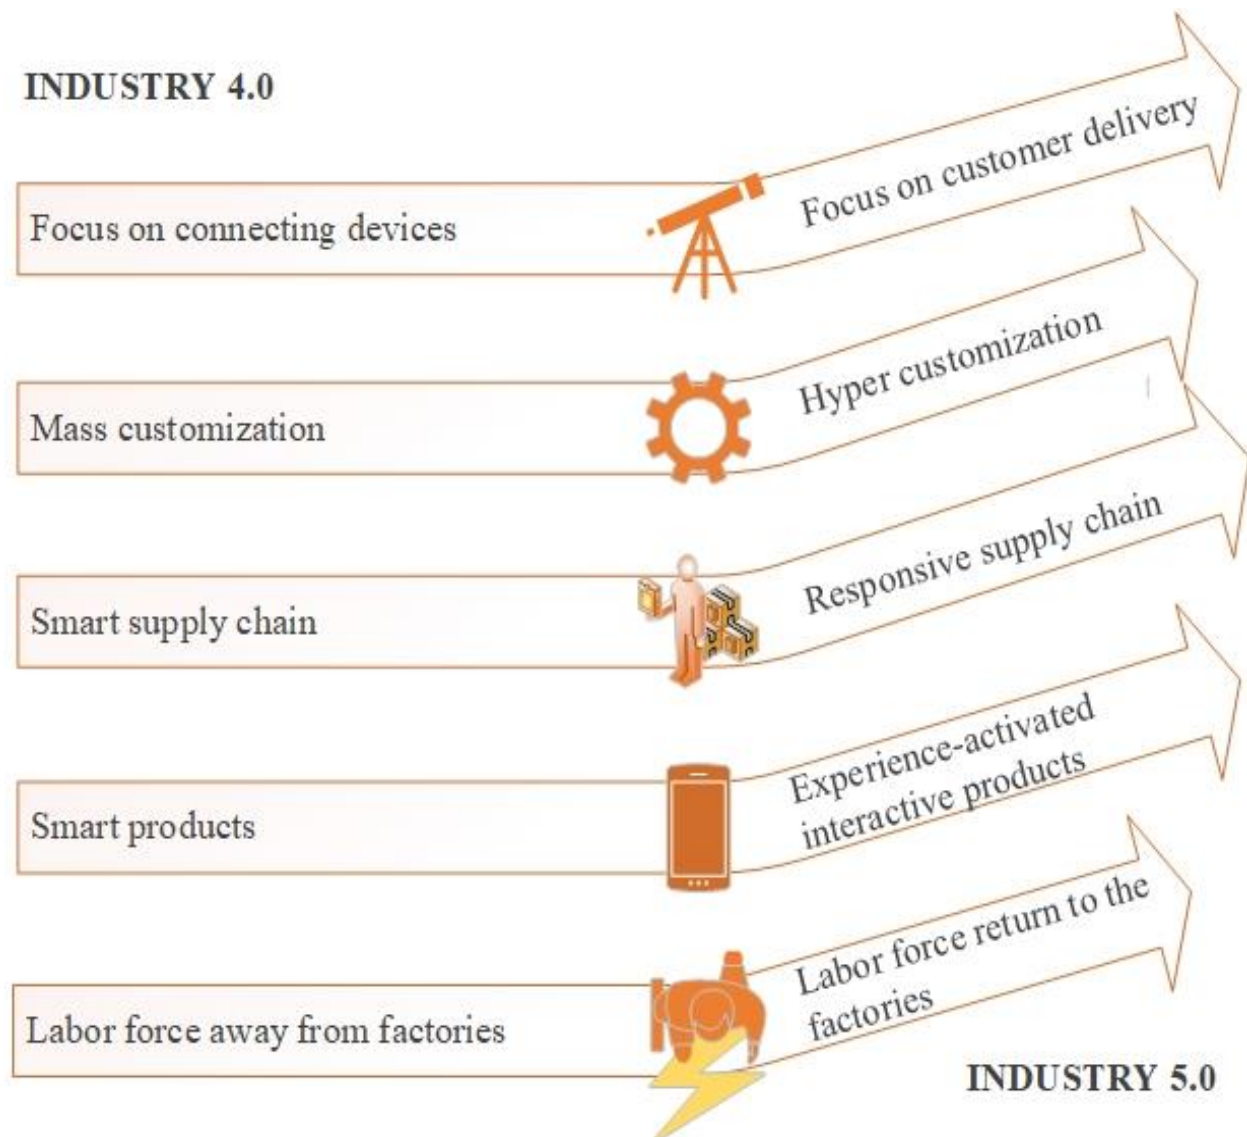 INDUSTRY 4.0
Focus on connecting devices
Focus on customer delivery
Mass customization
Hyper customization
Smart supply chain
Responsive supply chain
Smart products
Experience-activated
interactive products
Labor force away from factories
Labor force return to the
factories
INDUSTRY 5.0